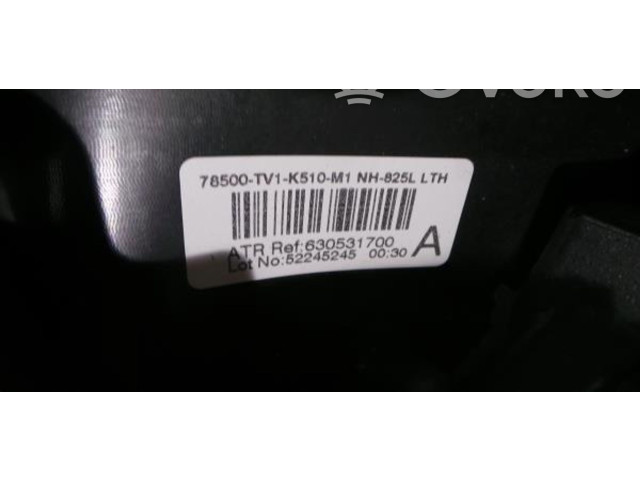 78500-TV1-K510-M1 NH-825L LTH
ATR Ref:630531700 A
Lot No:52245245 00:30